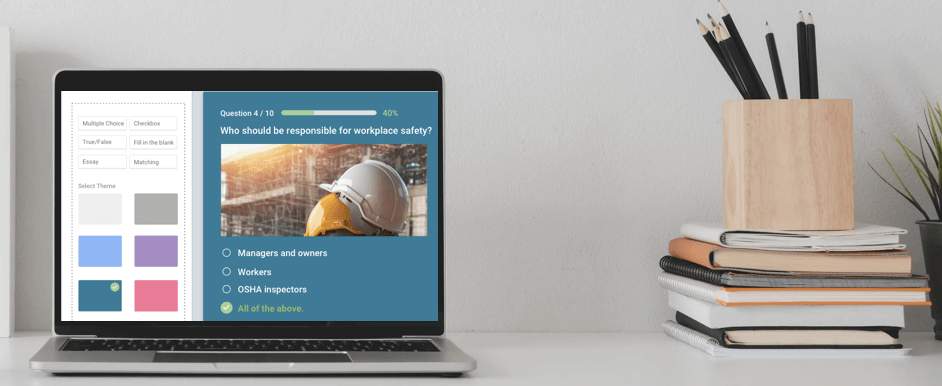 Multiple Choice
Checkbox
True/False
Fill in the blank
Essay
Matching
Select Theme
Question 4 / 10
40%
Who should be responsible for workplace safety?
Managers and owners
Workers
OSHA inspectors
All of the above.